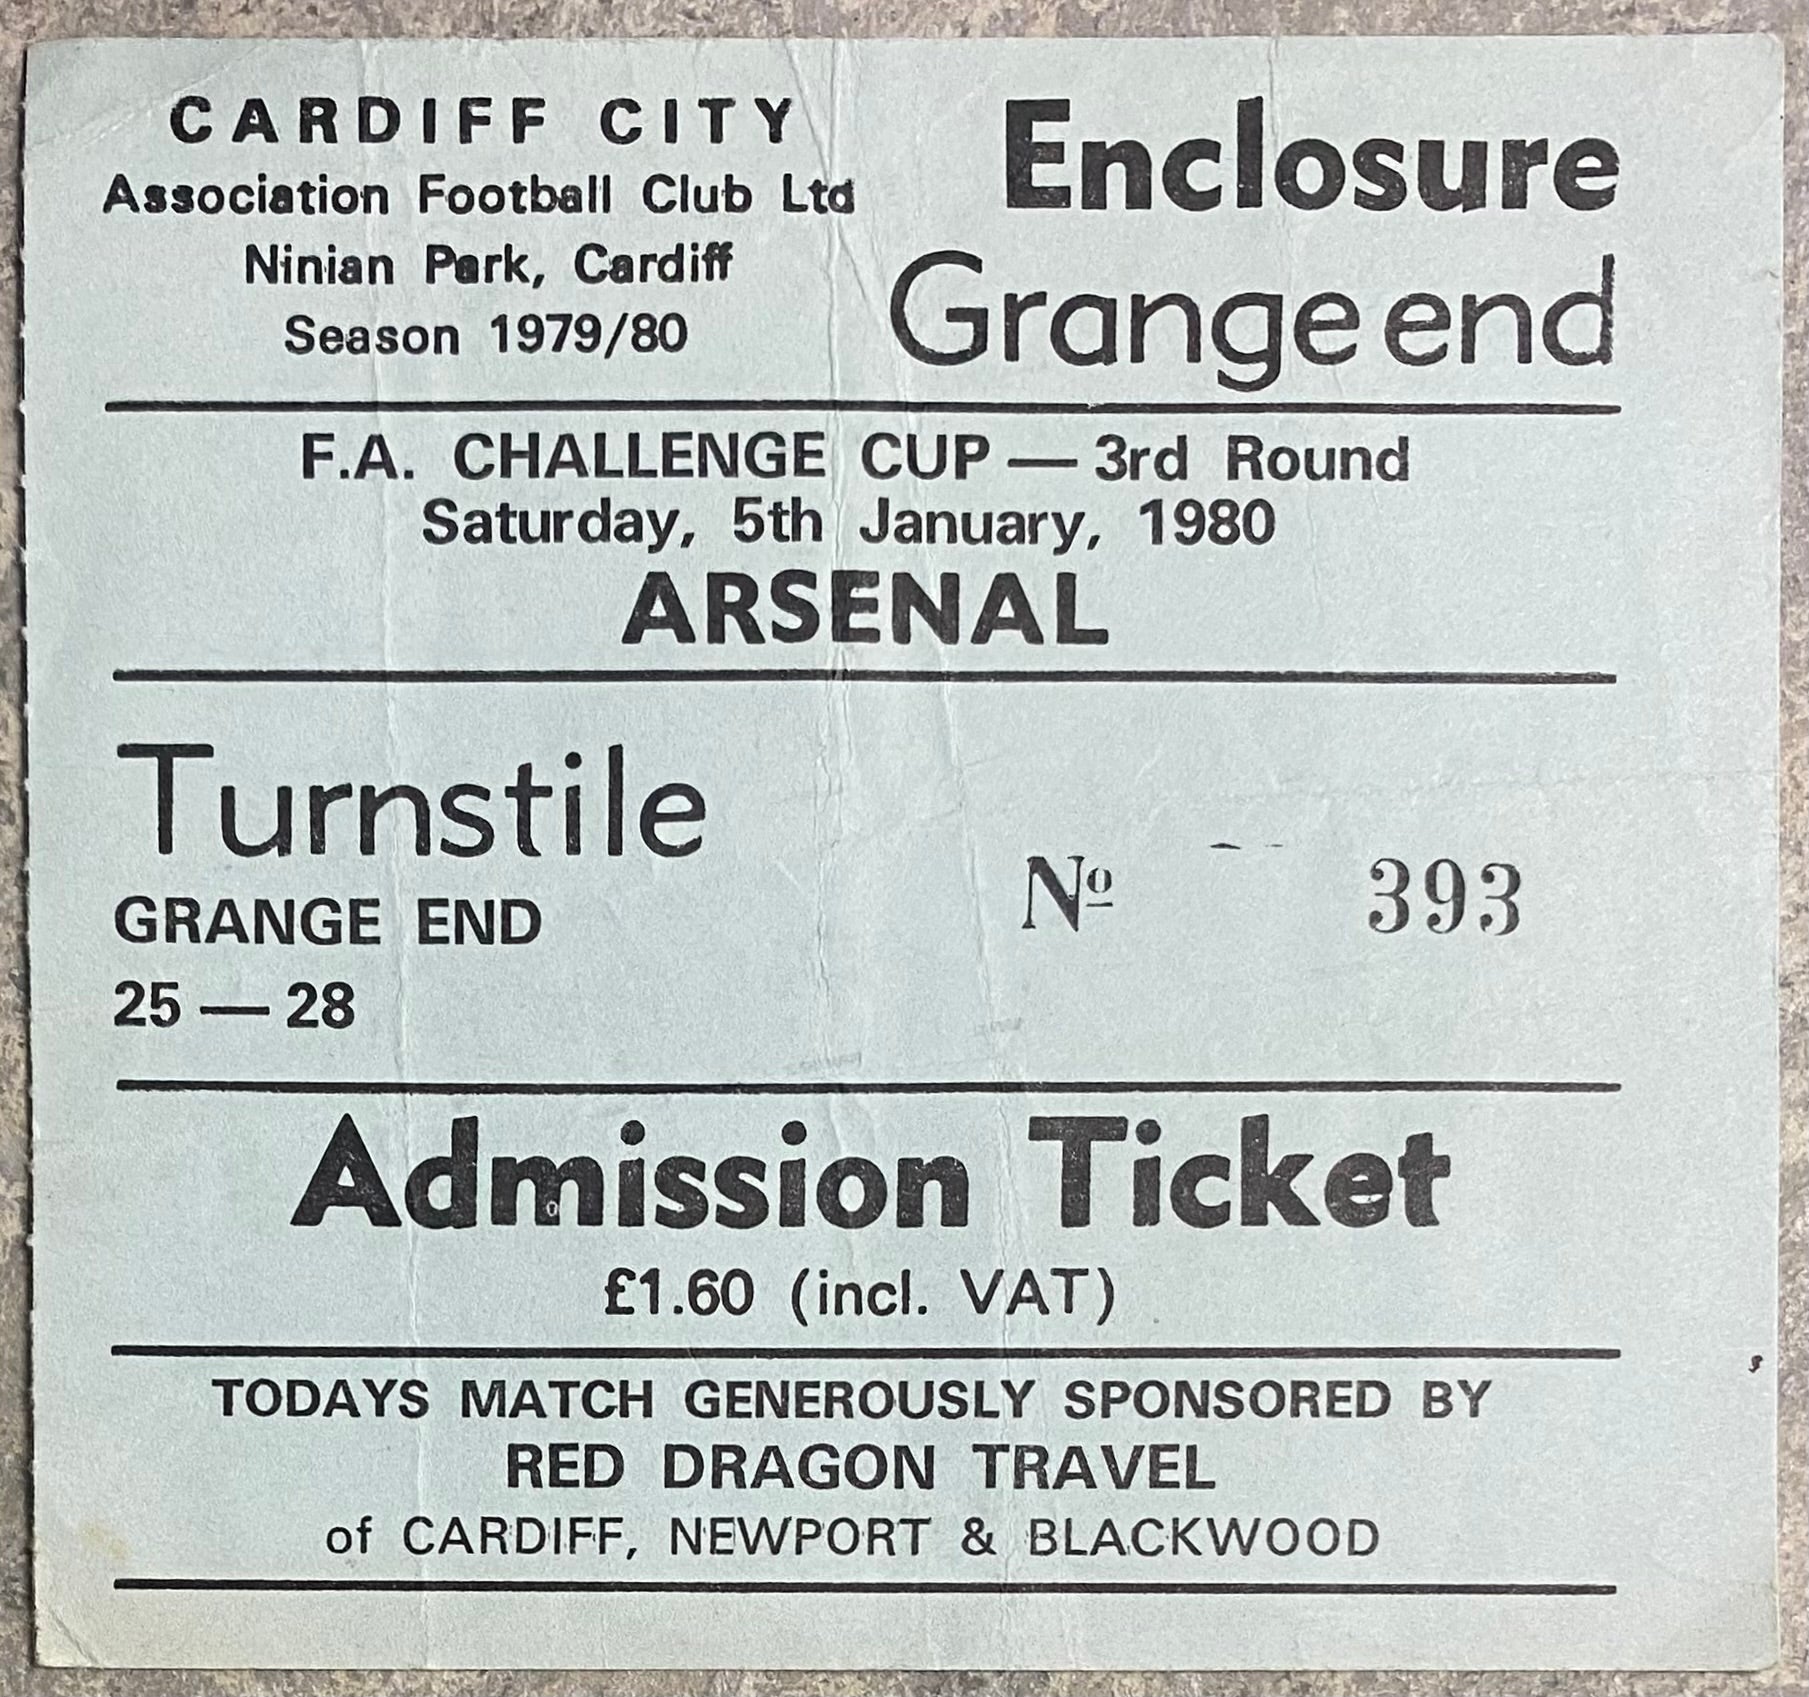 CARDIFF CITY
Association Football Club Ltd
Ninian Park, Cardiff
Season 1979/80
Enclosure
Grange end
F.A. CHALLENGE CUP — 3rd Round
Saturday, 5th January, 1980
ARSENAL
Turnstile
GRANGE END
25 — 28
Nº 393
Admission Ticket
£1.60 (incl. VAT)
TODAYS MATCH GENEROUSLY SPONSORED BY
RED DRAGON TRAVEL
of CARDIFF, NEWPORT & BLACKWOOD